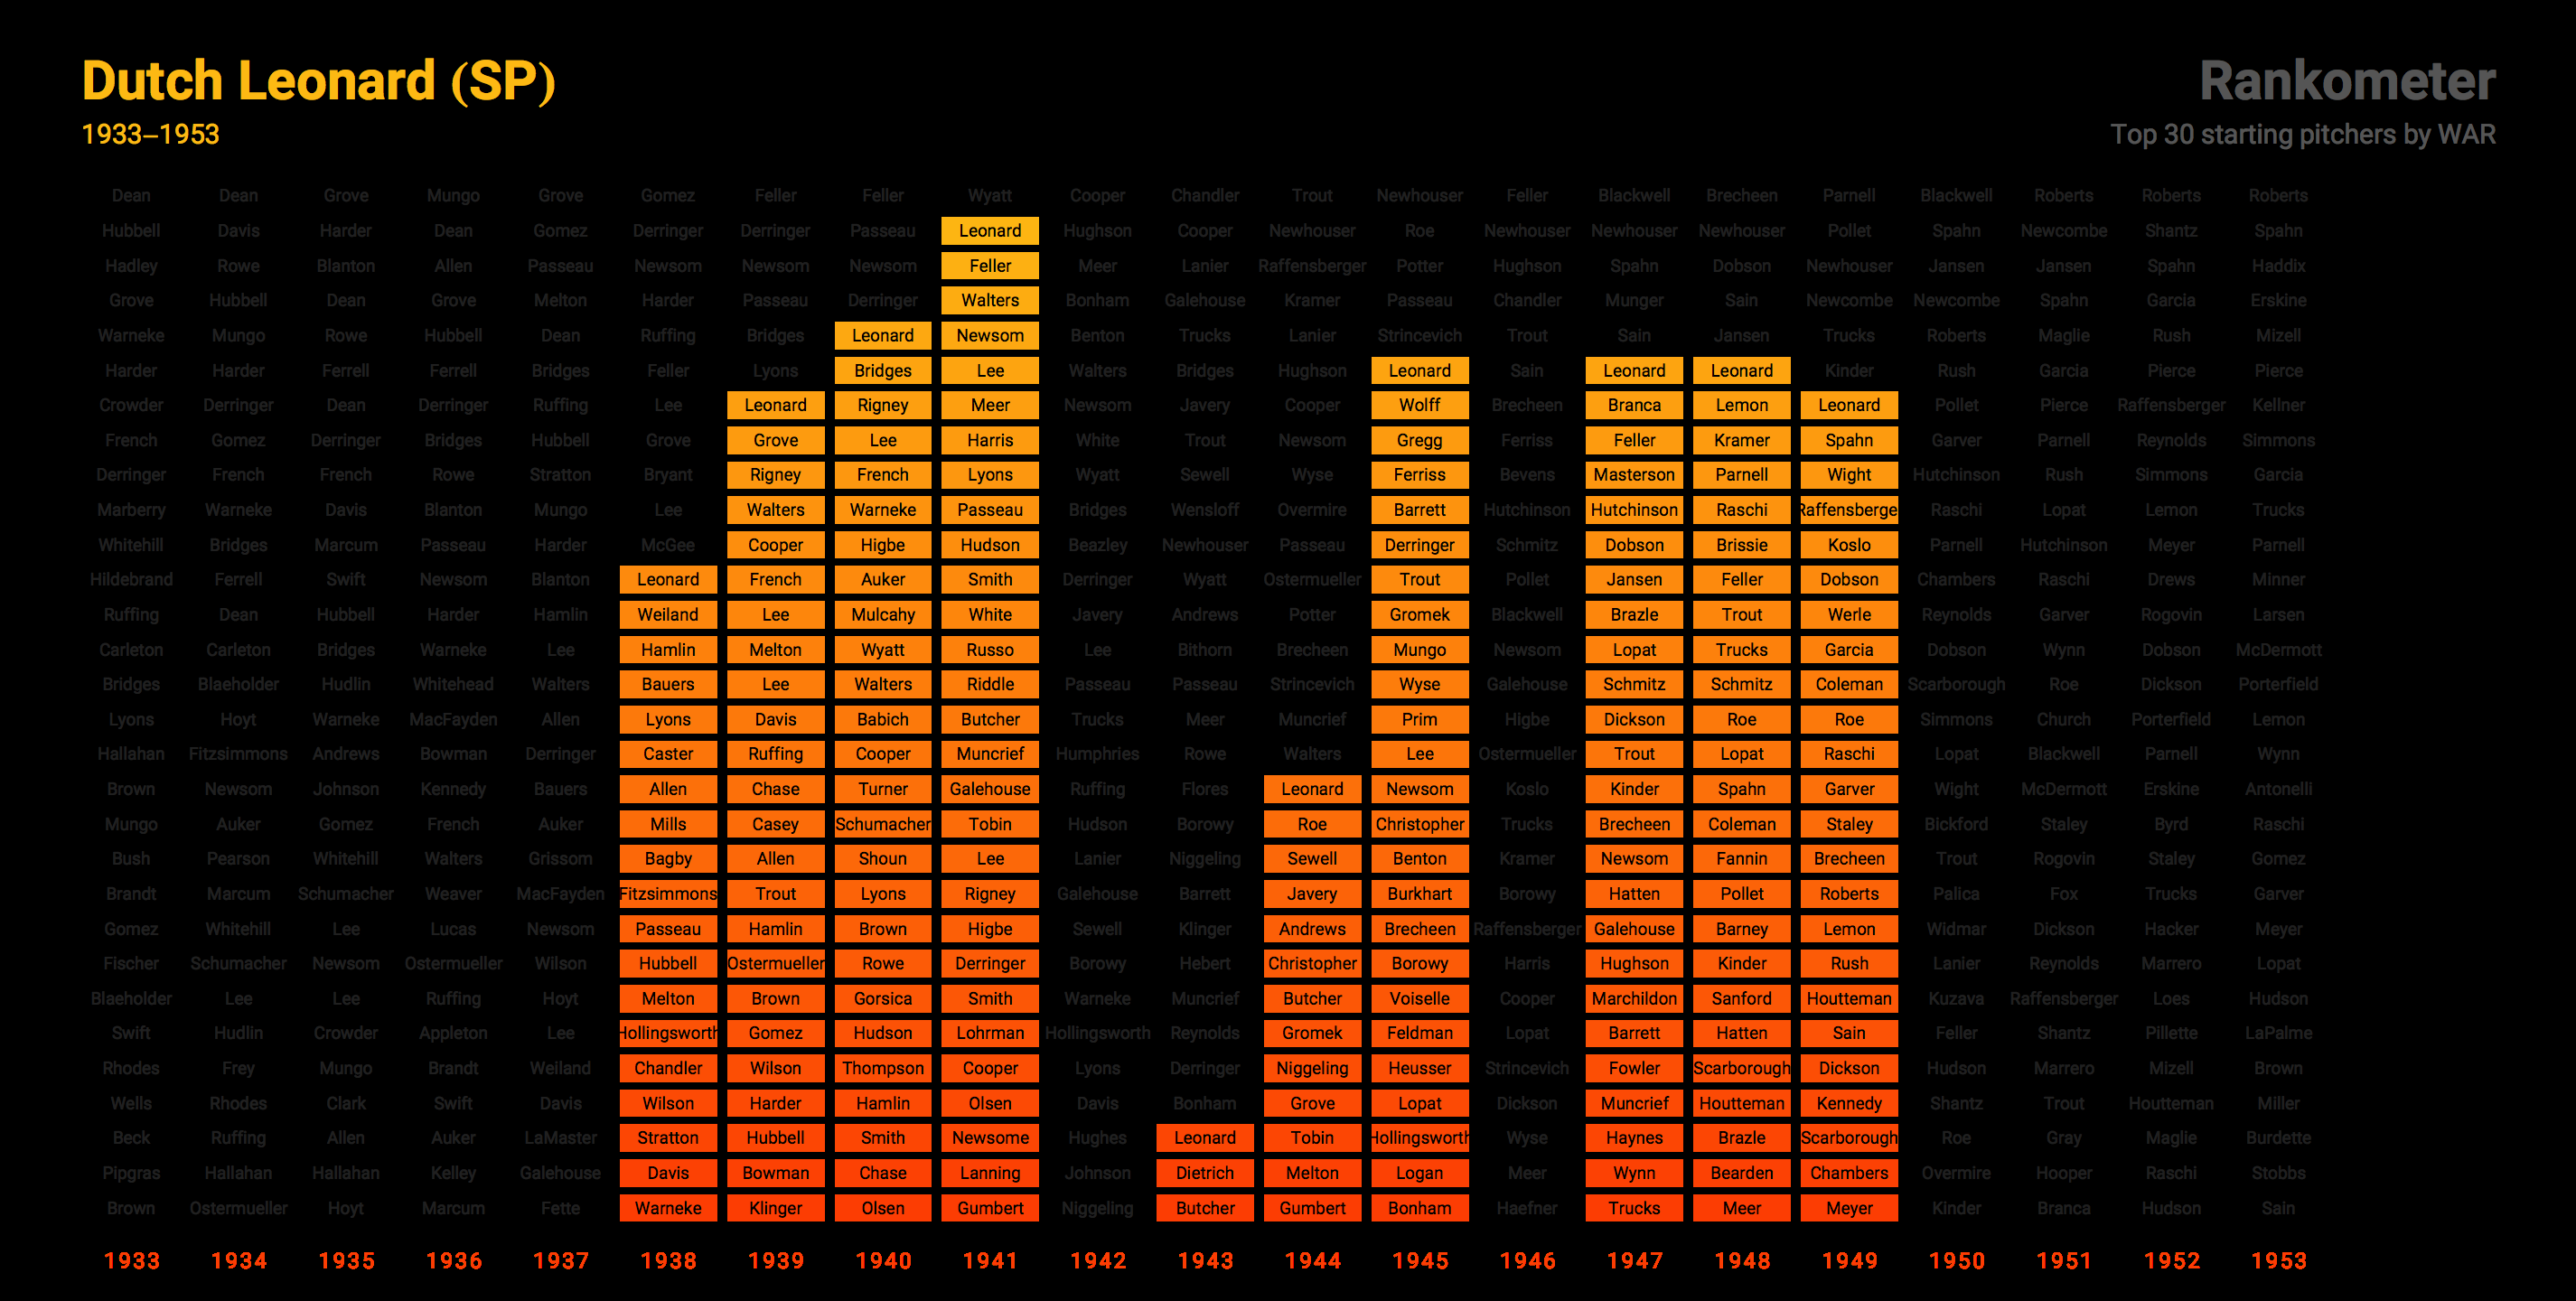 Dutch Leonard (SP)
Rankometer
1933–1953
Top 30 starting pitchers by WAR
Dean Dean Grove Mungo Grove Gomez Feller Feller Wyatt Cooper Chandler Trout Newhouser Feller Blackwell Brecheen Parnell Blackwell Roberts Roberts Roberts
Hubbell Davis Harder Dean Gomez Derringer Derringer Passeau Leonard Hughson Cooper Newhouser Roe Newhouser Newhouser Newhouser Pollet Spahn Newcombe Shantz Spahn
Hadley Rowe Blanton Allen Passeau Newsom Newsom Newsom Feller Meer Lanier Raffensberger Potter Hughson Spahn Dobson Newhouser Jansen Jansen Spahn Haddix
Grove Hubbell Dean Grove Melton Harder Passeau Derringer Walters Bonham Galehouse Kramer Passeau Chandler Munger Sain Newcombe Newcombe Spahn Garcia Erskine
Warneke Mungo Rowe Hubbell Dean Ruffing Bridges Leonard Newsom Benton Trucks Lanier Strincevich Trout Sain Jansen Trucks Roberts Maglie Rush Mizell
Harder Harder Ferrell Ferrell Bridges Feller Lyons Bridges Lee Walters Bridges Hughson Leonard Sain Leonard Leonard Kinder Rush Garcia Pierce Pierce
Crowder Derringer Dean Derringer Ruffing Lee Leonard Rigney Meer Newsom Javery Cooper Wolff Brecheen Branca Lemon Leonard Pollet Pierce Raffensberger Kellner
French Gomez Derringer Bridges Hubbell Grove Grove Lee Harris White Trout Newsom Gregg Ferriss Feller Kramer Spahn Garver Parnell Reynolds Simmons
Derringer French French Rowe Stratton Bryant Rigney French Lyons Wyatt Sewell Wyse Ferriss Bevens Masterson Parnell Wight Hutchinson Rush Simmons Garcia
Marberry Warneke Davis Blanton Mungo Lee Walters Warneke Passeau Bridges Wensloff Overmire Barrett Hutchinson Hutchinson Raschi Raffensberge Raschi Lopat Lemon Trucks
Whitehill Bridges Marcum Passeau Harder McGee Cooper Higbe Hudson Beazley Newhouser Passeau Derringer Schmitz Dobson Brissie Koslo Parnell Hutchinson Meyer Parnell
Hildebrand Ferrell Swift Newsom Blanton Leonard French Auker Smith Derringer Wyatt Ostermueller Trout Pollet Jansen Feller Dobson Chambers Raschi Drews Minner
Ruffing Dean Hubbell Harder Hamlin Weiland Lee Mulcahy White Javery Andrews Potter Gromek Blackwell Brazle Trout Werle Reynolds Garver Rogovin Larsen
Carleton Carleton Bridges Warneke Lee Hamlin Melton Wyatt Russo Lee Bithorn Brecheen Mungo Newsom Lopat Trucks Garcia Dobson Wynn Dobson McDermott
Bridges Blaeholder Hudlin Whitehead Walters Bauers Lee Walters Riddle Passeau Passeau Strincevich Wyse Galehouse Schmitz Schmitz Coleman Scarborough Roe Dickson Porterfield
Lyons Hoyt Warneke MacFayden Allen Lyons Davis Babich Butcher Trucks Meer Muncrief Prim Higbe Dickson Roe Roe Simmons Church Porterfield Lemon
Hallahan Fitzsimmons Andrews Bowman Derringer Caster Ruffing Cooper Muncrief Humphries Rowe Walters Lee Ostermueller Trout Lopat Raschi Lopat Blackwell Parnell Wynn
Brown Newsom Johnson Kennedy Bauers Allen Chase Turner Galehouse Ruffing Flores Leonard Newsom Koslo Kinder Spahn Garver Wight McDermott Erskine Antonelli
Mungo Auker Gomez French Auker Mills Casey Schumacher Tobin Hudson Borowy Roe Christopher Trucks Brecheen Coleman Staley Bickford Staley Byrd Raschi
Bush Pearson Whitehill Walters Grissom Bagby Allen Shoun Lee Lanier Niggeling Sewell Benton Kramer Newsom Fannin Brecheen Trout Rogovin Staley Gomez
Brandt Marcum Schumacher Weaver MacFayden Fitzsimmons Trout Lyons Rigney Galehouse Barrett Javery Burkhart Borowy Hatten Pollet Roberts Palica Fox Trucks Garver
Gomez Whitehill Lee Lucas Newsom Passeau Hamlin Brown Higbe Sewell Klinger Andrews Brecheen Raffensberger Galehouse Barney Lemon Widmar Dickson Hacker Meyer
Fischer Schumacher Newsom Ostermueller Wilson Hubbell Ostermueller Rowe Derringer Borowy Hebert Christopher Borowy Harris Hughson Kinder Rush Lanier Reynolds Marrero Lopat
Blaeholder Lee Lee Ruffing Hoyt Melton Brown Gorsica Smith Warneke Muncrief Butcher Voiselle Cooper Marchildon Sanford Houtteman Kuzava Raffensberger Loes Hudson
Swift Hudlin Crowder Appleton Lee Hollingsworth Gomez Hudson Lohrman Hollingsworth Reynolds Gromek Feldman Lopat Barrett Hatten Sain Feller Shantz Pillette LaPalme
Rhodes Frey Mungo Brandt Weiland Chandler Wilson Thompson Cooper Lyons Derringer Niggeling Heusser Strincevich Fowler Scarborough Dickson Hudson Marrero Mizell Brown
Wells Rhodes Clark Swift Davis Wilson Harder Hamlin Olsen Davis Bonham Grove Lopat Dickson Muncrief Houtteman Kennedy Shantz Trout Houtteman Miller
Beck Ruffing Allen Auker LaMaster Stratton Hubbell Smith Newsome Hughes Leonard Tobin Hollingsworth Wyse Haynes Brazle Scarborough Roe Gray Maglie Burdette
Pipgras Hallahan Hallahan Kelley Galehouse Davis Bowman Chase Lanning Johnson Dietrich Melton Logan Meer Wynn Bearden Chambers Overmire Hooper Raschi Stobbs
Brown Ostermueller Hoyt Marcum Fette Warneke Klinger Olsen Gumbert Niggeling Butcher Gumbert Bonham Haefner Trucks Meer Meyer Kinder Branca Hudson Sain
1933 1934 1935 1936 1937 1938 1939 1940 1941 1942 1943 1944 1945 1946 1947 1948 1949 1950 1951 1952 1953